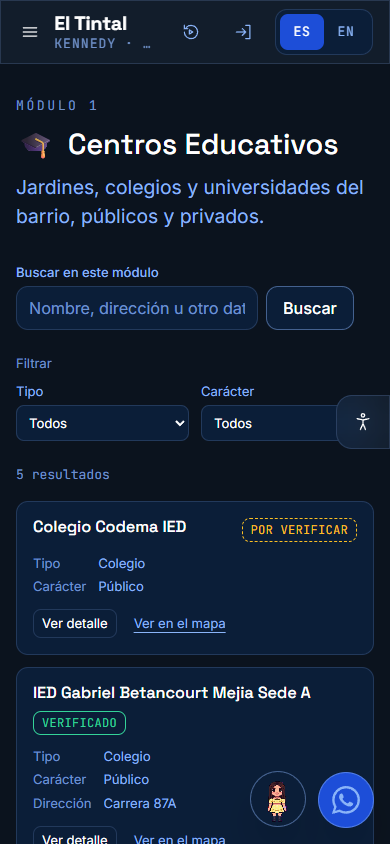 El Tintal
KENNEDY · …
ES EN
MÓDULO 1
Centros Educativos
Jardines, colegios y universidades del
barrio, públicos y privados.
Buscar en este módulo
Nombre, dirección u otro dat
Buscar
Filtrar
Tipo Carácter
Todos Todos
5 resultados
Colegio Codema IED POR VERIFICAR
Tipo Colegio
Carácter Público
Ver detalle Ver en el mapa
IED Gabriel Betancourt Mejia Sede A
VERIFICADO
Tipo Colegio
Carácter Público
Dirección Carrera 87A
Ver detalle Ver en el mapa